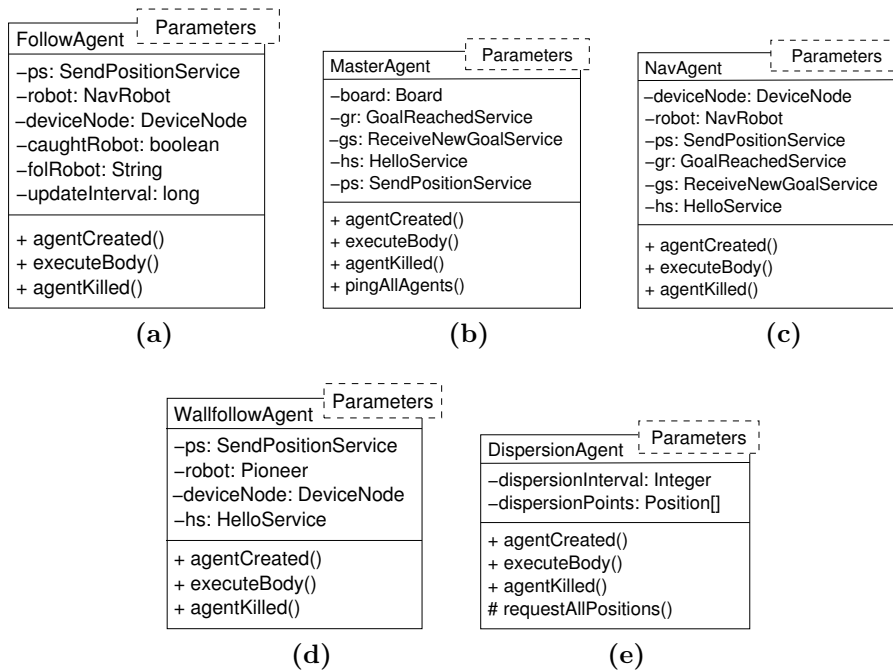 FollowAgent
Parameters
−ps: SendPositionService
−robot: NavRobot
−deviceNode: DeviceNode
−caughtRobot: boolean
−folRobot: String
−updateInterval: long
+ agentCreated()
+ executeBody()
+ agentKilled()
(a)
MasterAgent
Parameters
−board: Board
−gr: GoalReachedService
−gs: ReceiveNewGoalService
−hs: HelloService
−ps: SendPositionService
+ agentCreated()
+ executeBody()
+ agentKilled()
+ pingAllAgents()
(b)
NavAgent
Parameters
−deviceNode: DeviceNode
−robot: NavRobot
−ps: SendPositionService
−gr: GoalReachedService
−gs: ReceiveNewGoalService
−hs: HelloService
+ agentCreated()
+ executeBody()
+ agentKilled()
(c)
WallfollowAgent
Parameters
−ps: SendPositionService
−robot: Pioneer
−deviceNode: DeviceNode
−hs: HelloService
+ agentCreated()
+ executeBody()
+ agentKilled()
(d)
DispersionAgent
Parameters
−dispersionInterval: Integer
−dispersionPoints: Position[]
+ agentCreated()
+ executeBody()
+ agentKilled()
# requestAllPositions()
(e)